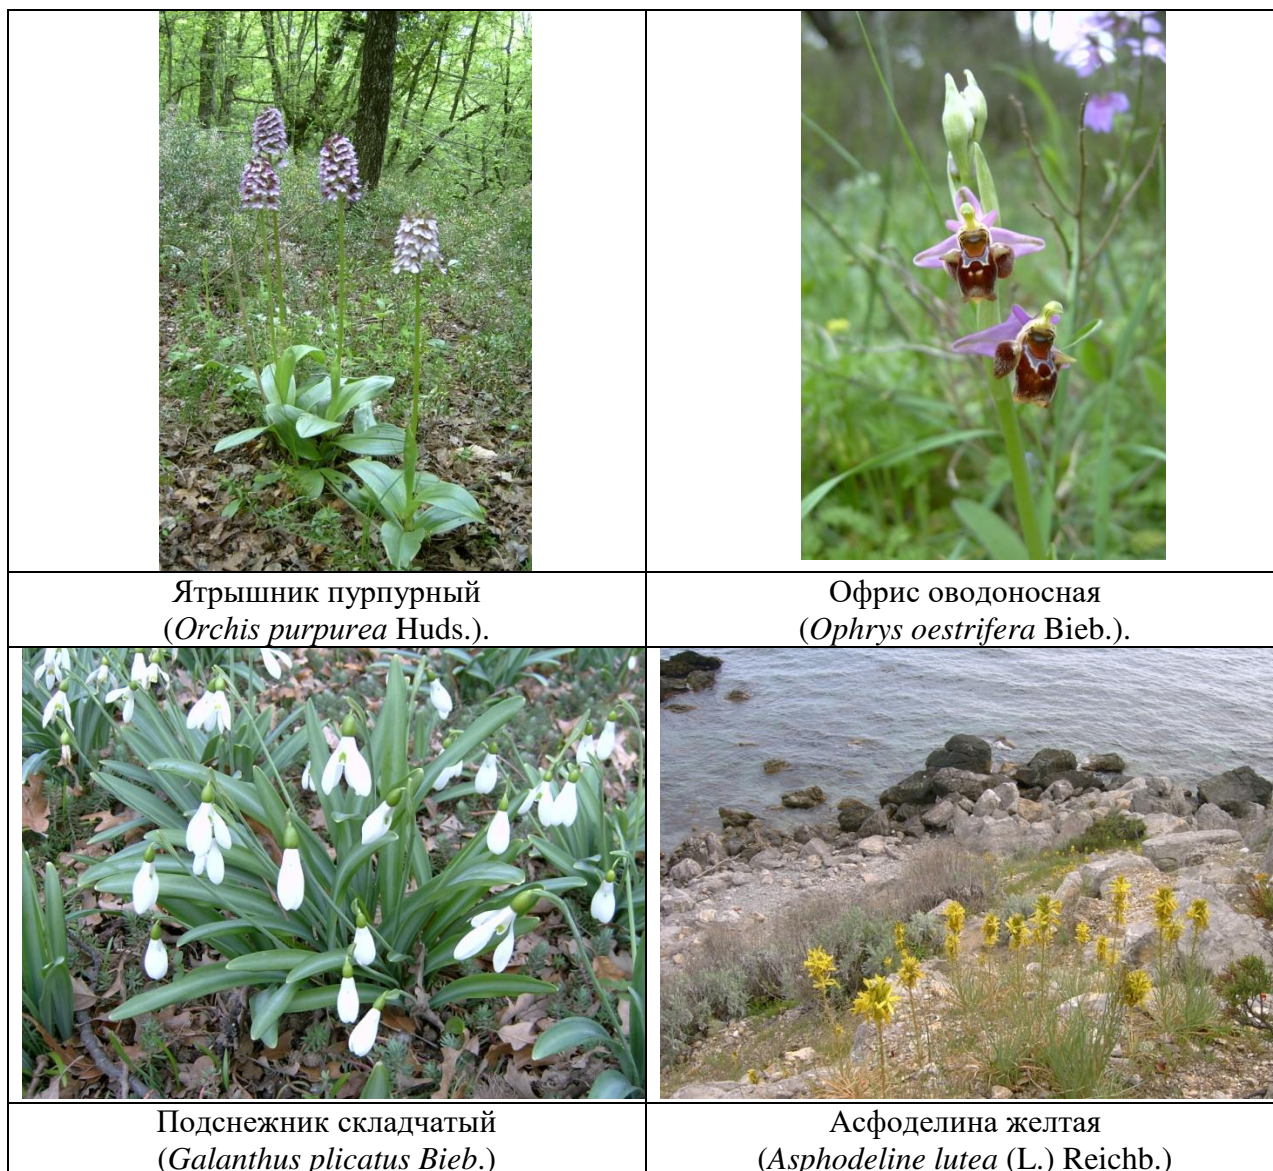 Ятрышник пурпурный
(Orchis purpurea Huds.).
Офрис оводоносная
(Ophrys oestrifera Bieb.).
Подснежник складчатый
(Galanthus plicatus Bieb.)
Асфоделина желтая
(Asphodeline lutea (L.) Reichb.)